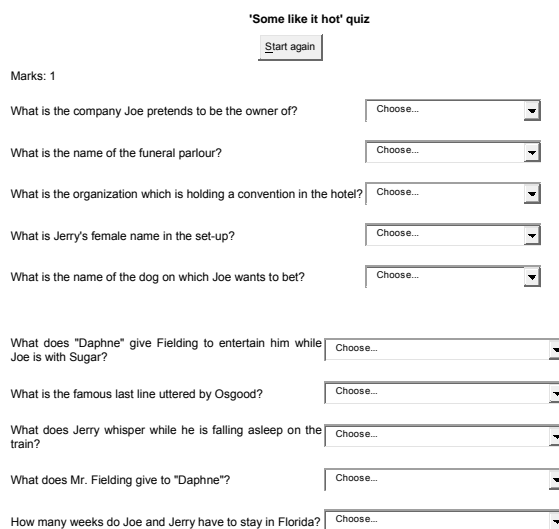 'Some like it hot' quiz
Start again
Marks: 1
What is the company Joe pretends to be the owner of? Choose...
What is the name of the funeral parlour? Choose...
What is the organization which is holding a convention in the hotel? Choose...
What is Jerry's female name in the set-up? Choose...
What is the name of the dog on which Joe wants to bet? Choose...
What does "Daphne" give Fielding to entertain him while Choose...
Joe is with Sugar?
What is the famous last line uttered by Osgood? Choose...
What does Jerry whisper while he is falling asleep on the Choose...
train?
What does Mr. Fielding give to "Daphne"? Choose...
How many weeks do Joe and Jerry have to stay in Florida? Choose...